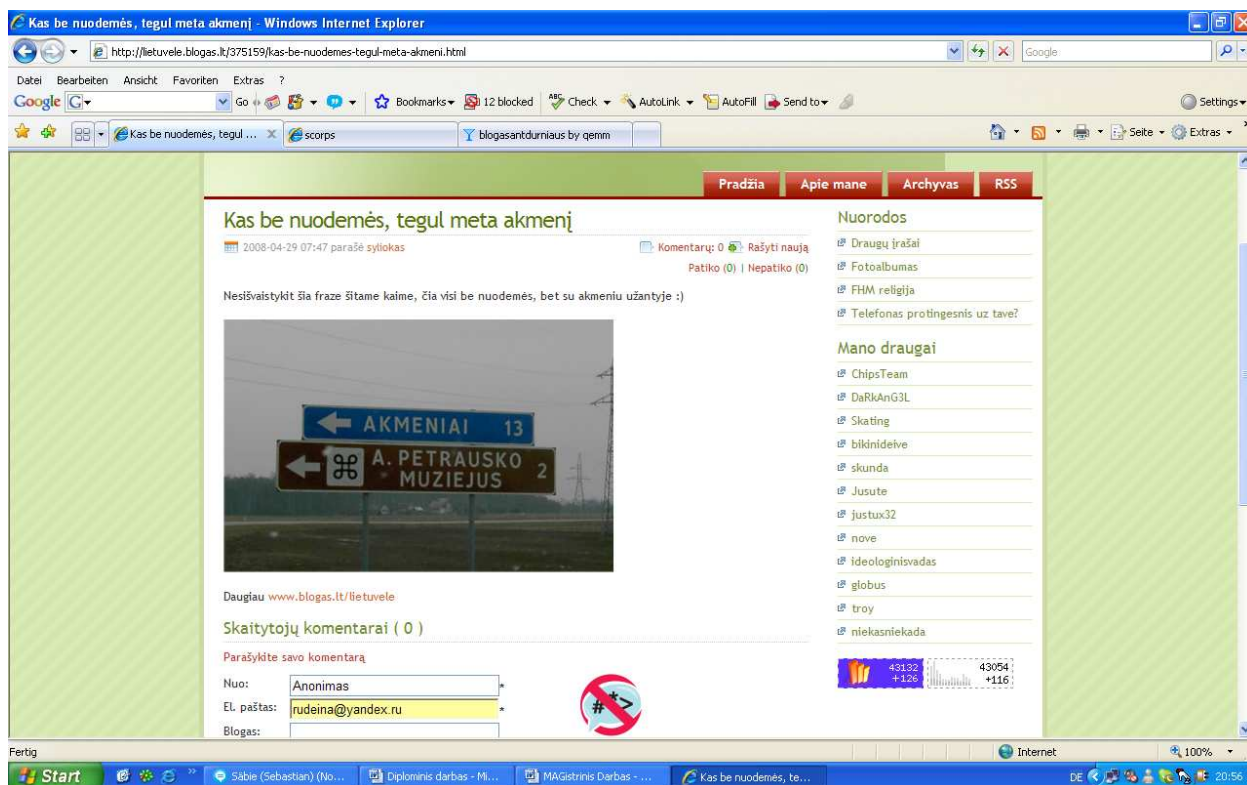 Kas be nuodemės, tegul meta akmenį - Windows Internet Explorer
http://lietuvele.blogas.lt/375159/kas-be-nuodemes-tegul-meta-akmeni.html
Google
Datei Bearbeiten Ansicht Favoriten Extras ?
Google G Go Bookmarks 12 blocked ABC Check AutoLink AutoFill Send to Settings
Kas be nuodemės, tegul ... scorps blogasantdurniaus by qemm Seite Extras
Pradžia Apie mane Archyvas RSS
Kas be nuodemės, tegul meta akmenį
2008-04-29 07:47 parašė syliokas
Komentarų: 0 Rašyti naują
Patiko (0) | Nepatiko (0)
Nesišvaistykit šia fraze šitame kaime, čia visi be nuodemės, bet su akmeniu užantyje :)
AKMENIAI 13
A. PETRAUSKO
MUZIEJUS 2
Daugiau www.blogas.lt/lietuvele
Skaitytojų komentarai ( 0 )
Parašykite savo komentarą
Nuo: Anonimas *
El. paštas: rudeina@yandex.ru *
Blogas:
#*>
Nuorodos
Draugų įrašai
Fotoalbumas
FHM religija
Telefonas protingesnis uz tave?
Mano draugai
ChipsTeam
DaRkAnG3L
Skating
bikinideive
skunda
Jusute
justux32
nove
ideologinisvadas
globus
troy
niekasniekada
43132 43054
+126 +116
Fertig Internet 100%
Start Säbie (Sebastian) (No... Diplominis darbas - Mi... MAGistrinis Darbas - ... Kas be nuodemės, te... DE 20:56